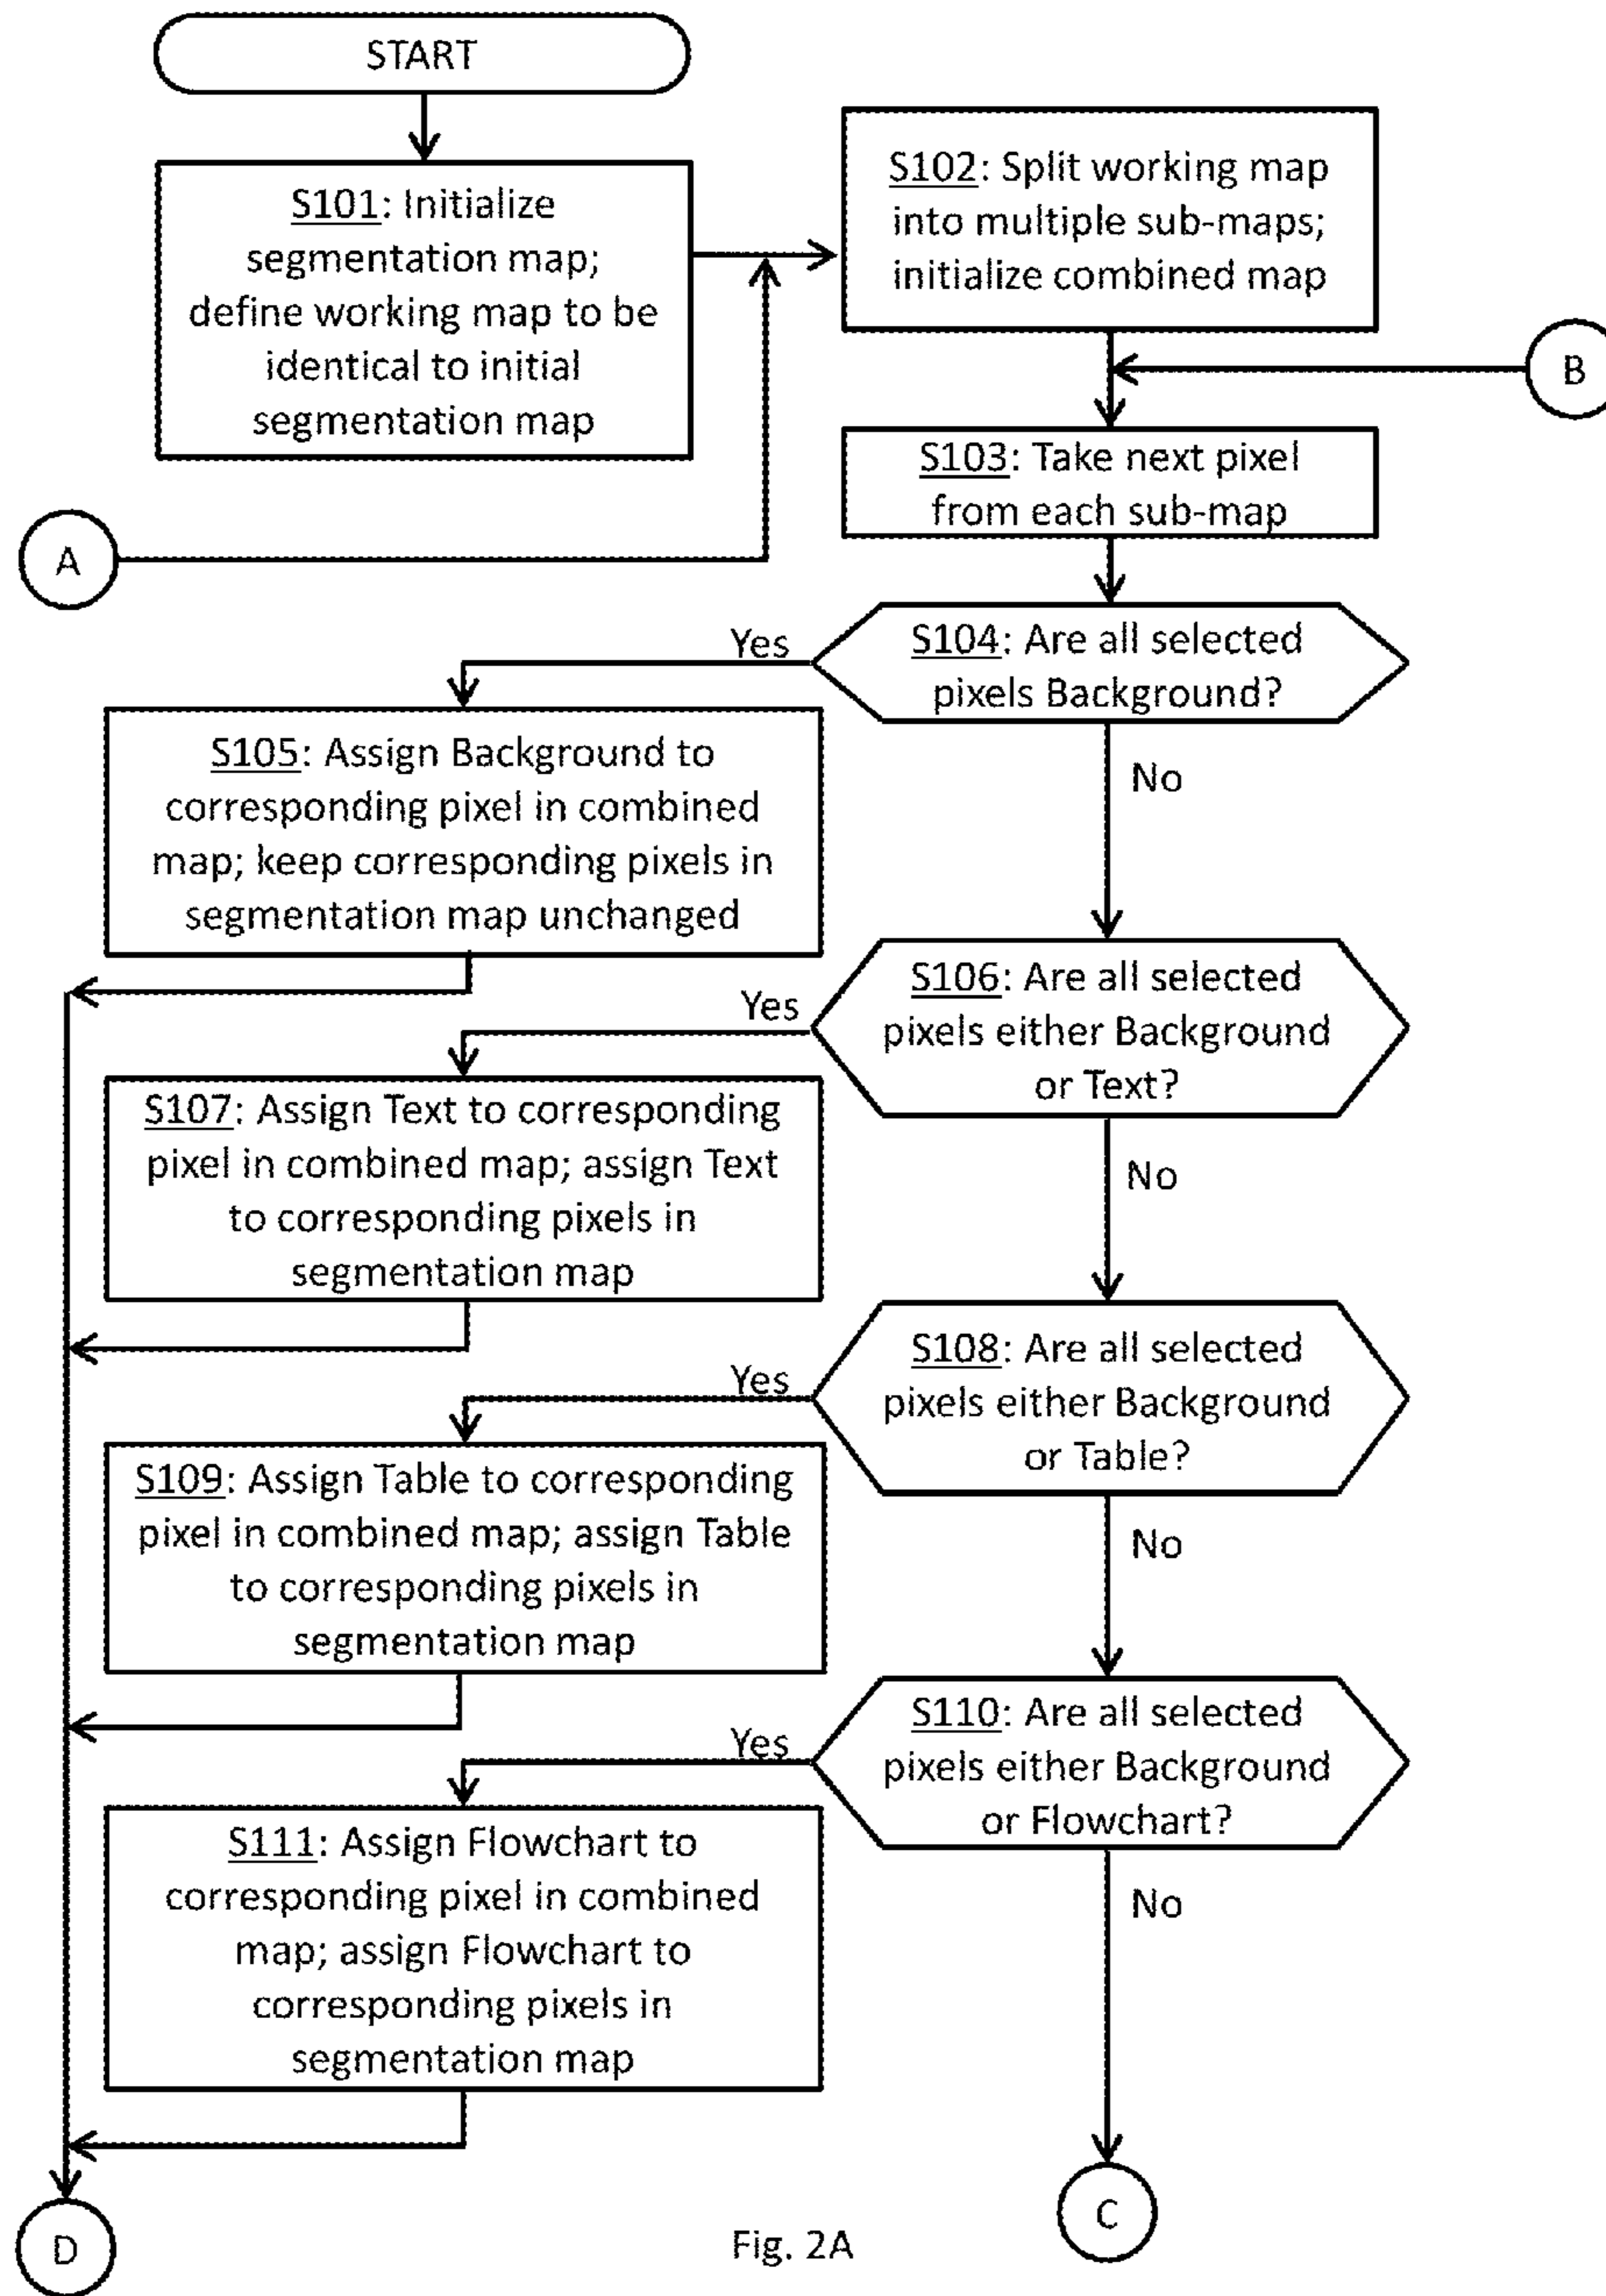 START
S101: Initialize
segmentation map;
define working map to be
identical to initial
segmentation map
S102: Split working map
into multiple sub-maps;
initialize combined map
B
S103: Take next pixel
from each sub-map
A
S104: Are all selected
pixels Background?
Yes
No
S105: Assign Background to
corresponding pixel in combined
map; keep corresponding pixels in
segmentation map unchanged
S106: Are all selected
pixels either Background
or Text?
Yes
No
S107: Assign Text to corresponding
pixel in combined map; assign Text
to corresponding pixels in
segmentation map
S108: Are all selected
pixels either Background
or Table?
Yes
No
S109: Assign Table to corresponding
pixel in combined map; assign Table
to corresponding pixels in
segmentation map
S110: Are all selected
pixels either Background
or Flowchart?
Yes
No
S111: Assign Flowchart to
corresponding pixel in combined
map; assign Flowchart to
corresponding pixels in
segmentation map
D
C
Fig. 2A